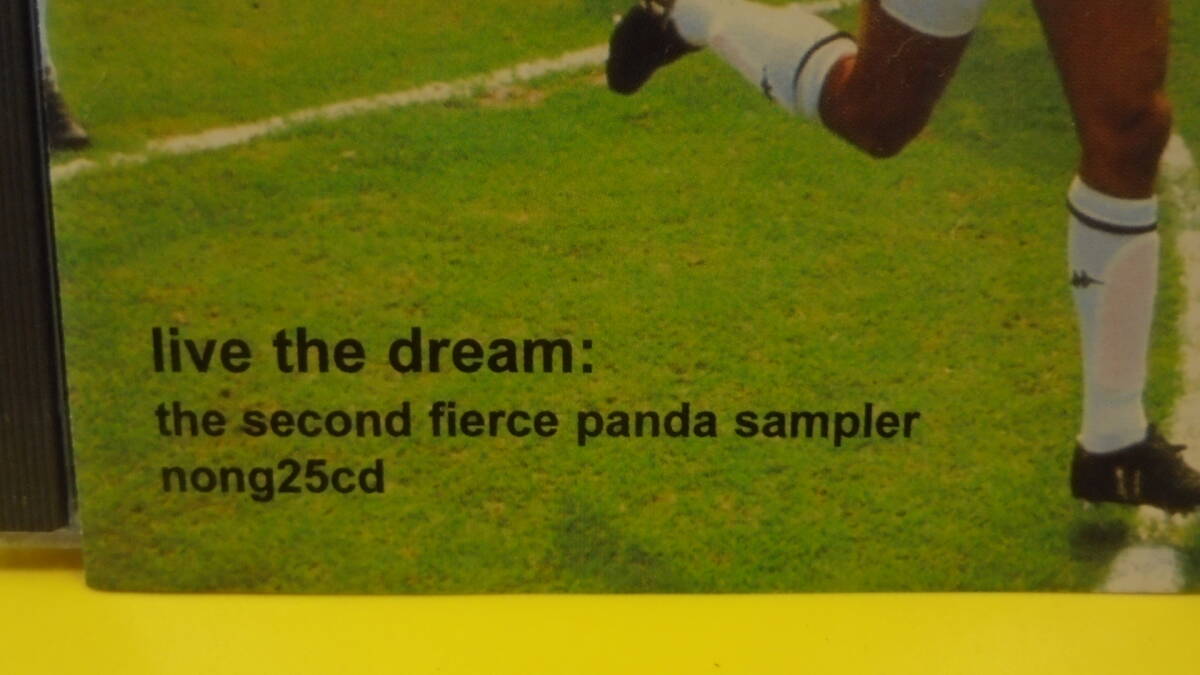 live the dream:
the second fierce panda sampler
nong25cd